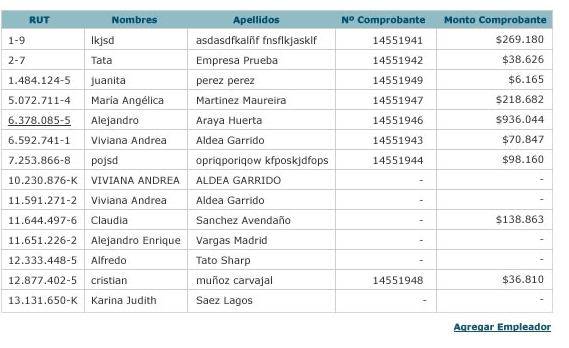 RUT Nombres Apellidos Nº Comprobante Monto Comprobante
1-9 lkjsd asdasdfkalñf fnsflkjasklf 14551941 $269.180
2-7 Tata Empresa Prueba 14551942 $38.626
1.484.124-5 juanita perez perez 14551949 $6.165
5.072.711-4 María Angélica Martinez Maureira 14551947 $218.682
6.378.085-5 Alejandro Araya Huerta 14551946 $936.044
6.592.741-1 Viviana Andrea Aldea Garrido 14551943 $70.847
7.253.866-8 pojsd opriqporiqow kfposkjdfops 14551944 $98.160
10.230.876-K VIVIANA ANDREA ALDEA GARRIDO - -
11.591.271-2 Viviana Andrea Aldea Garrido - -
11.644.497-6 Claudia Sanchez Avendaño - $138.863
11.651.226-2 Alejandro Enrique Vargas Madrid - -
12.333.448-5 Alfredo Tato Sharp - -
12.877.402-5 cristian muñoz carvajal 14551948 $36.810
13.131.650-K Karina Judith Saez Lagos - -
Agregar Empleador